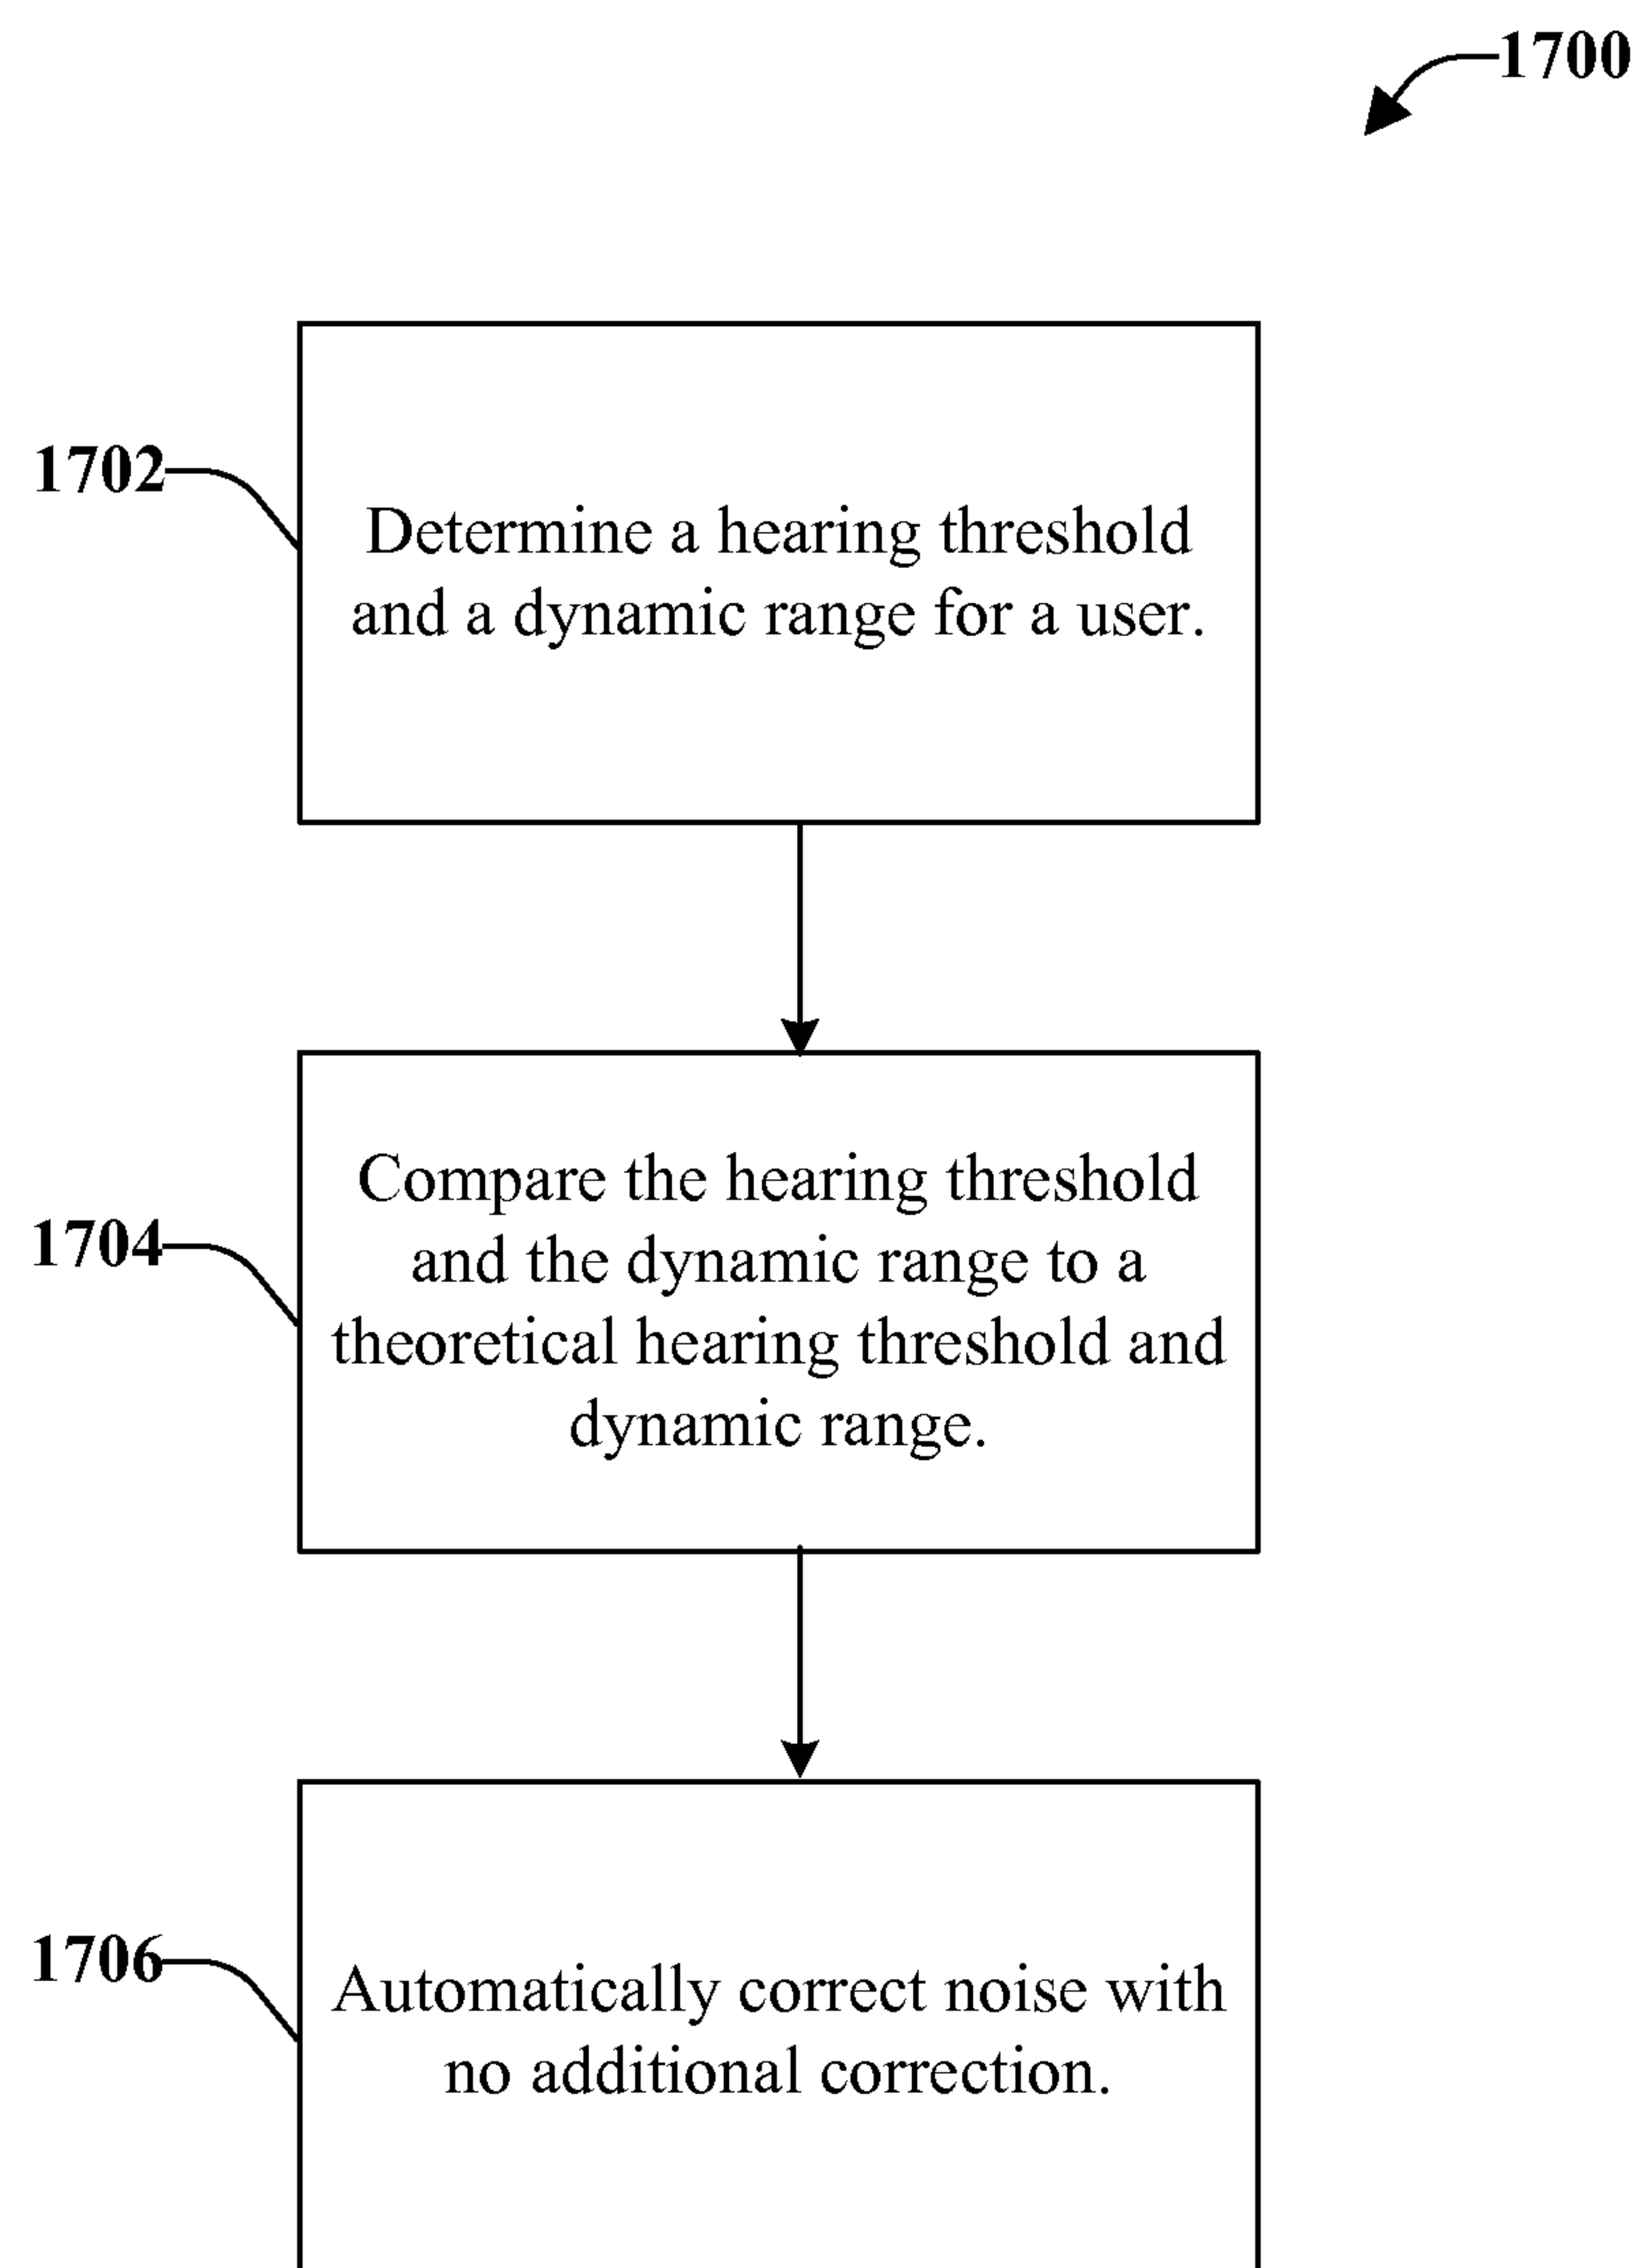 1700
1702
Determine a hearing threshold
and a dynamic range for a user.
1704
Compare the hearing threshold
and the dynamic range to a
theoretical hearing threshold and
dynamic range.
1706
Automatically correct noise with
no additional correction.